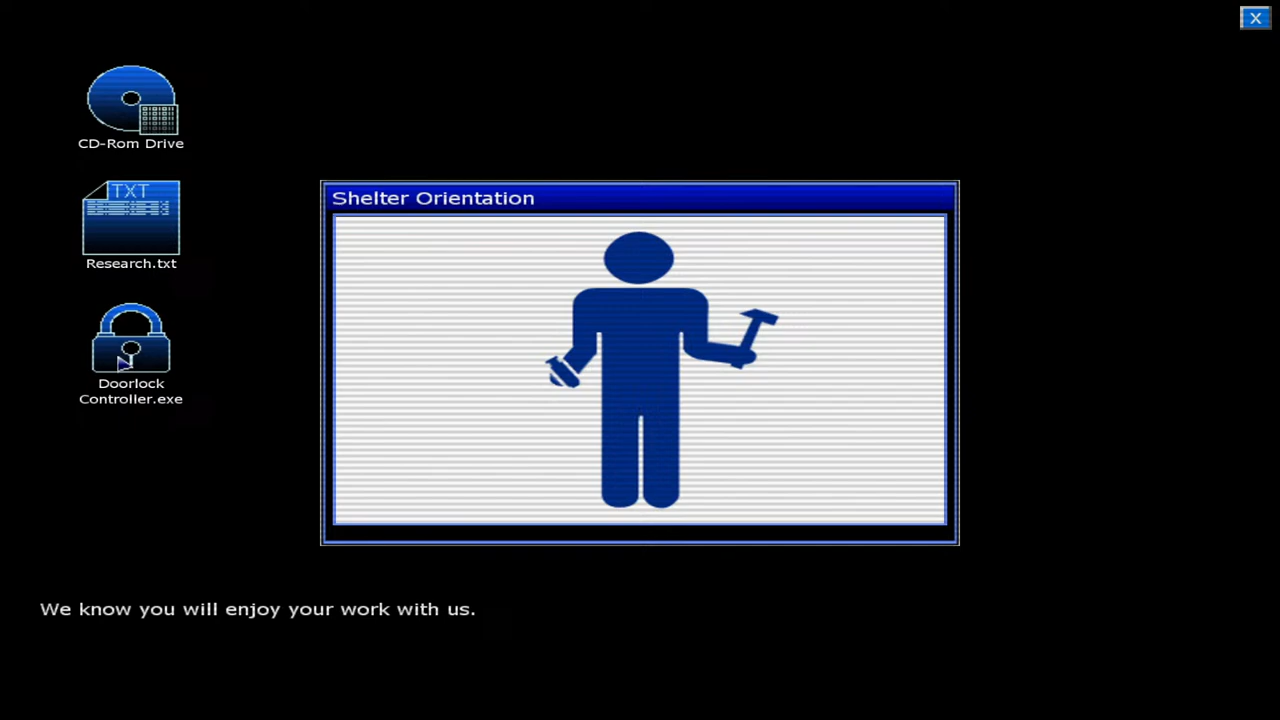 X
CD-Rom Drive
TXT
Research.txt
Doorlock
Controller.exe
Shelter Orientation
We know you will enjoy your work with us.